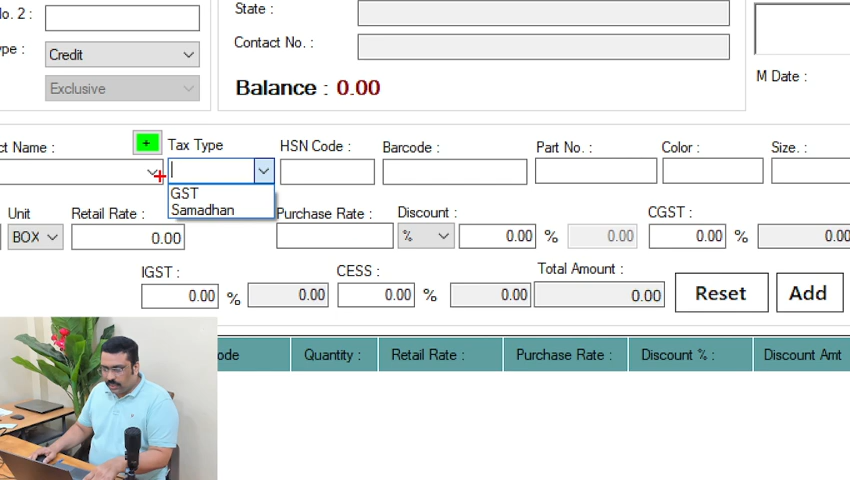 o. 2 :
State :
Contact No. :
ype :
Credit
Exclusive
Balance : 0.00
M Date :
ct Name :
+
Tax Type
HSN Code :
Barcode:
Part No. :
Color :
Size. :
GST
Samadhan
Unit
Retail Rate :
Purchase Rate :
Discount :
CGST :
BOX
0.00
%
0.00
%
0.00
0.00
%
0.00
IGST :
CESS :
Total Amount :
0.00
%
0.00
0.00
%
0.00
0.00
Reset
Add
ode
Quantity :
Retail Rate :
Purchase Rate :
Discount % :
Discount Amt